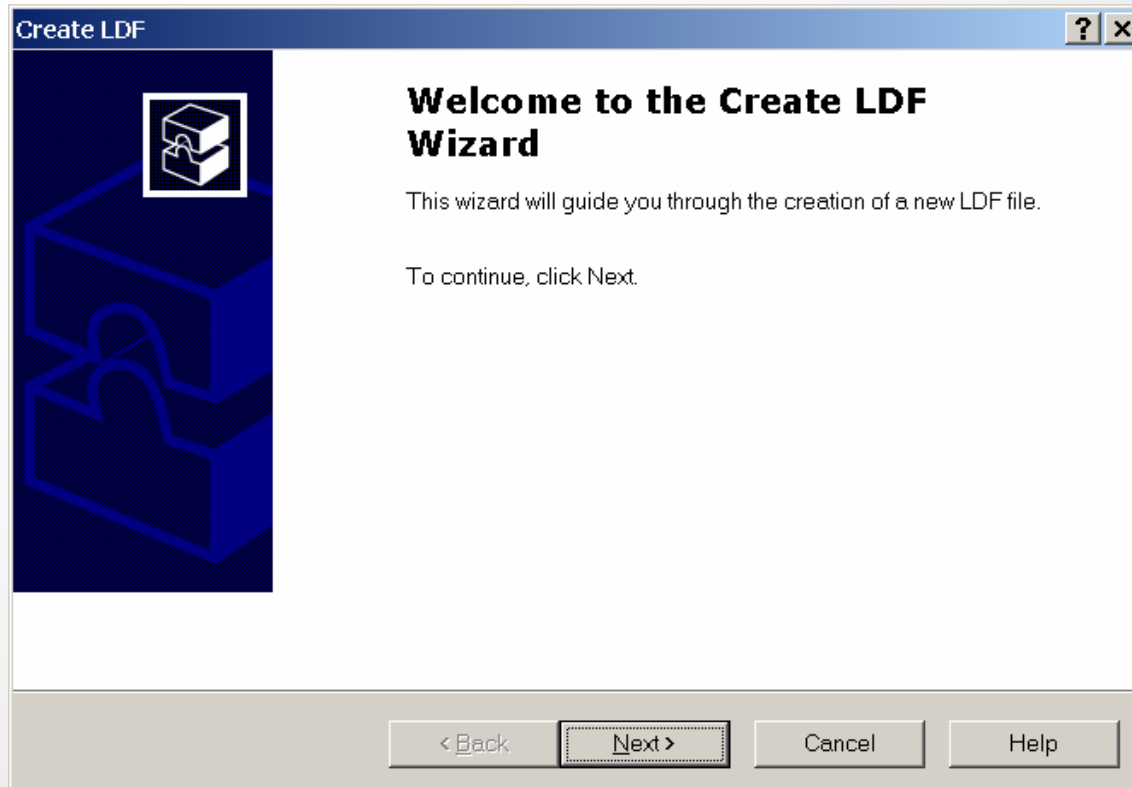 Create LDF
? ×
Welcome to the Create LDF
Wizard
This wizard will guide you through the creation of a new LDF file.
To continue, click Next.
< Back Next > Cancel Help